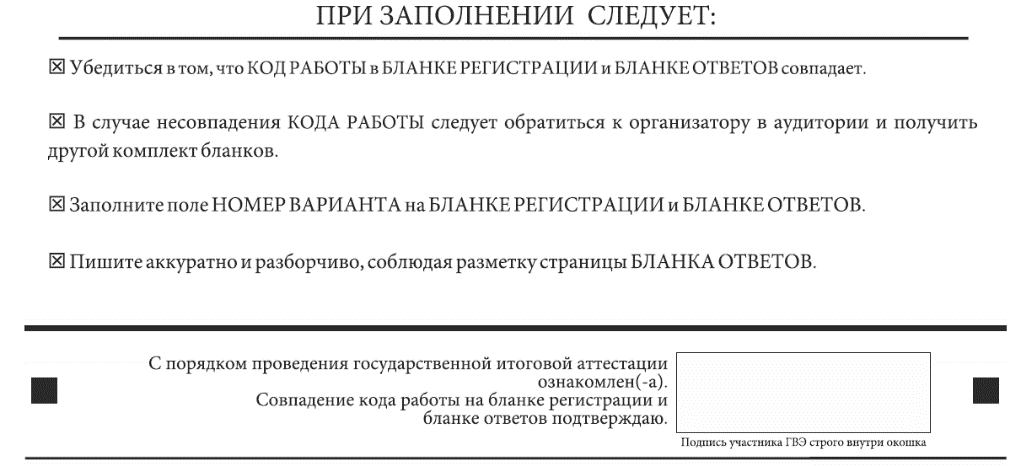 ПРИ ЗАПОЛНЕНИИ СЛЕДУЕТ:
☒ Убедиться в том, что КОД РАБОТЫ в БЛАНКЕ РЕГИСТРАЦИИ и БЛАНКЕ ОТВЕТОВ совпадает.
☒ В случае несовпадения КОДА РАБОТЫ следует обратиться к организатору в аудитории и получить
другой комплект бланков.
☒ Заполните поле НОМЕР ВАРИАНТА на БЛАНКЕ РЕГИСТРАЦИИ и БЛАНКЕ ОТВЕТОВ.
☒ Пишите аккуратно и разборчиво, соблюдая разметку страницы БЛАНКА ОТВЕТОВ.
С порядком проведения государственной итоговой аттестации
ознакомлен(-а).
Совпадение кода работы на бланке регистрации и
бланке ответов подтверждаю.
Подпись участника ГВЭ строго внутри окошка